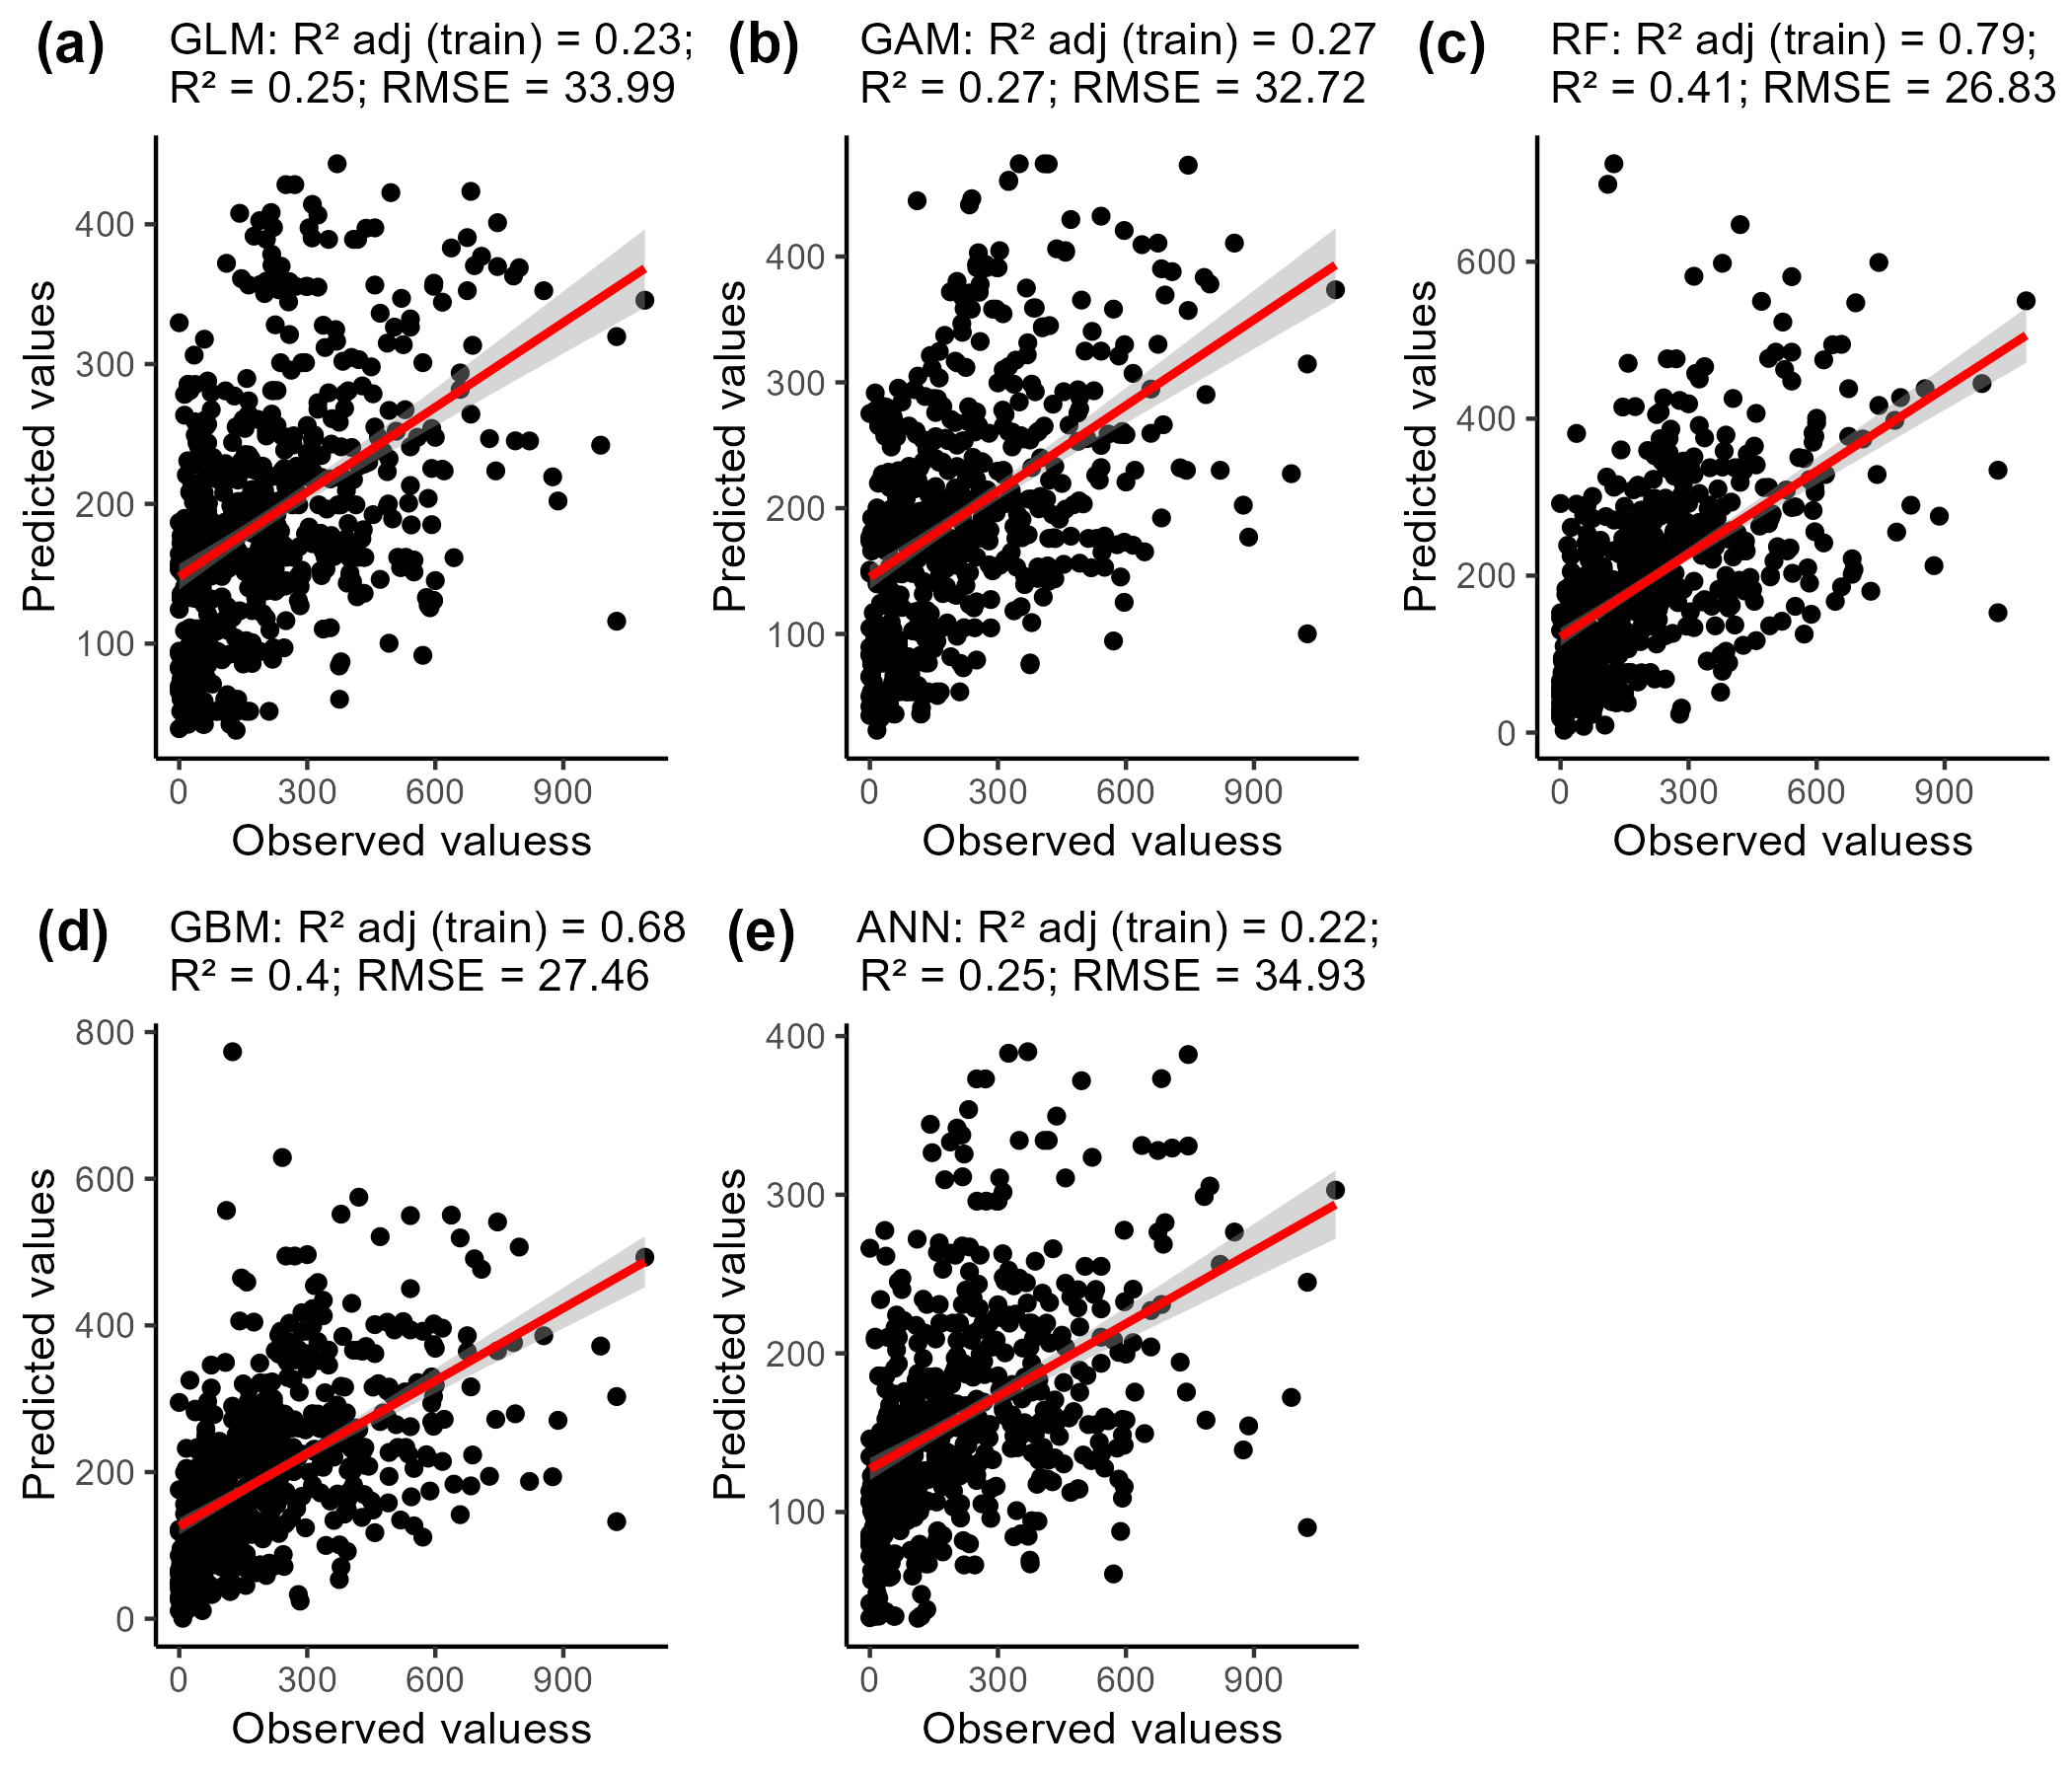 (a) GLM: R² adj (train) = 0.23;
R² = 0.25; RMSE = 33.99
Predicted values
400
300
200
100
0 300 600 900
Observed valuess
(b) GAM: R² adj (train) = 0.27
R² = 0.27; RMSE = 32.72
Predicted values
400
300
200
100
0 300 600 900
Observed valuess
(c) RF: R² adj (train) = 0.79;
R² = 0.41; RMSE = 26.83
Predicted values
600
400
200
0
0 300 600 900
Observed valuess
(d) GBM: R² adj (train) = 0.68
R² = 0.4; RMSE = 27.46
Predicted values
800
600
400
200
0
0 300 600 900
Observed valuess
(e) ANN: R² adj (train) = 0.22;
R² = 0.25; RMSE = 34.93
Predicted values
400
300
200
100
0 300 600 900
Observed valuess